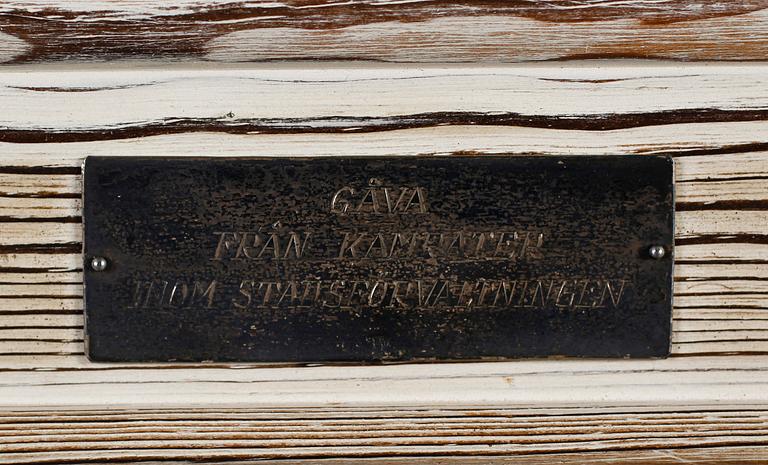 GÅVA
FRÅN KAMRATER
INOM STADSFÖRVALTNINGEN